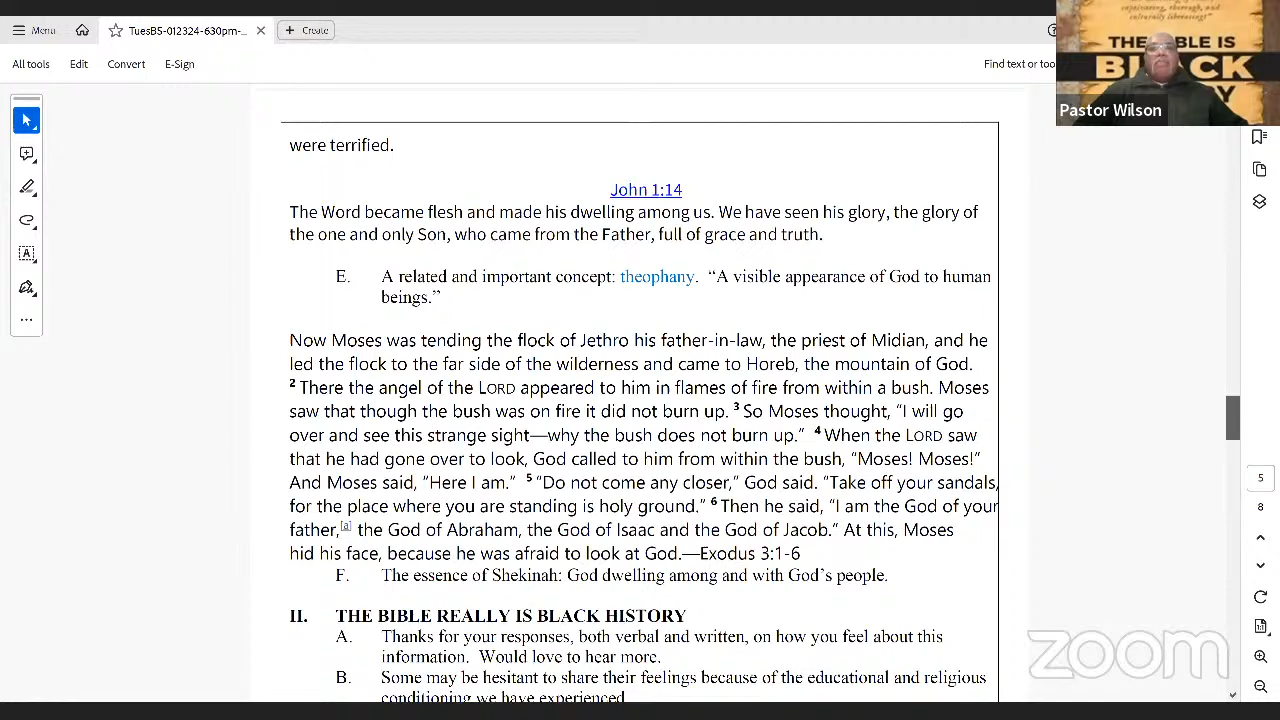 captivating, thorough, and
culturally liberating!"
Menu
TuesBS-012324-630pm-...
Create
THE BIBLE IS
BLACK
All tools
Edit
Convert
E-Sign
Find text or too
Pastor Wilson
were terrified.
John 1:14
The Word became flesh and made his dwelling among us. We have seen his glory, the glory of
the one and only Son, who came from the Father, full of grace and truth.
E. A related and important concept: theophany. “A visible appearance of God to human
beings.”
Now Moses was tending the flock of Jethro his father-in-law, the priest of Midian, and he
led the flock to the far side of the wilderness and came to Horeb, the mountain of God.
2 There the angel of the LORD appeared to him in flames of fire from within a bush. Moses
saw that though the bush was on fire it did not burn up. 3 So Moses thought, “I will go
over and see this strange sight—why the bush does not burn up.” 4 When the LORD saw
that he had gone over to look, God called to him from within the bush, “Moses! Moses!”
And Moses said, “Here I am.” 5 “Do not come any closer,” God said. “Take off your sandals,
for the place where you are standing is holy ground.” 6 Then he said, “I am the God of your
father,[a] the God of Abraham, the God of Isaac and the God of Jacob.” At this, Moses
hid his face, because he was afraid to look at God.—Exodus 3:1-6
F. The essence of Shekinah: God dwelling among and with God’s people.
II. THE BIBLE REALLY IS BLACK HISTORY
A. Thanks for your responses, both verbal and written, on how you feel about this
information. Would love to hear more.
B. Some may be hesitant to share their feelings because of the educational and religious
conditioning we have experienced
5
8
zoom